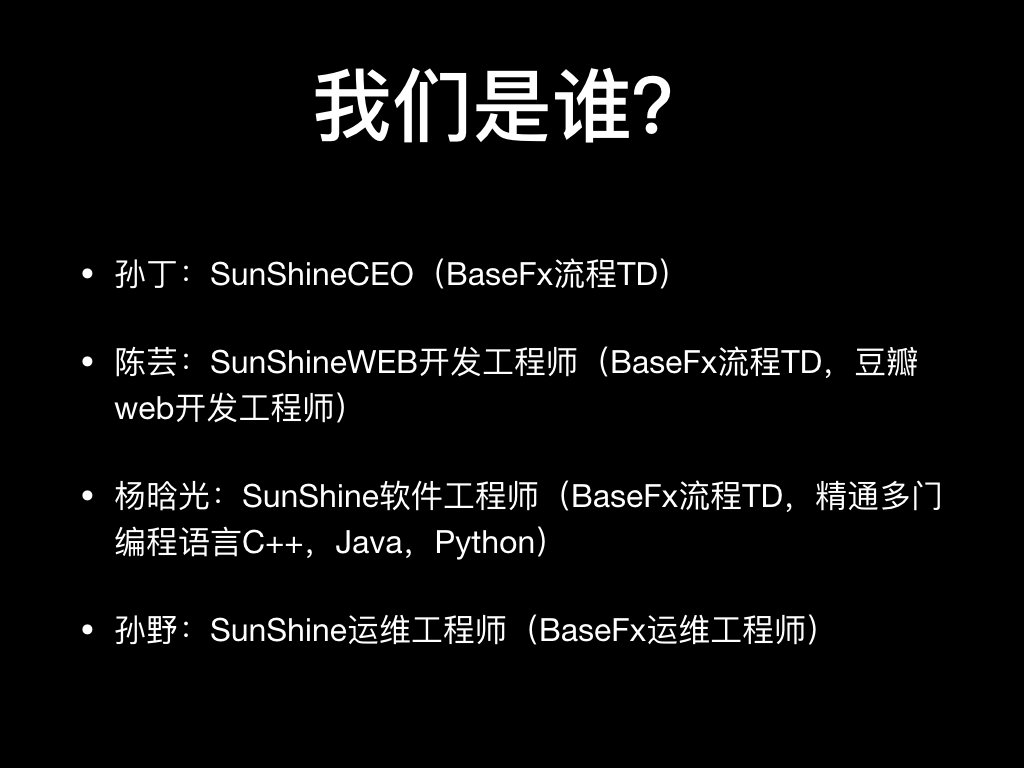 我们是谁？
• 孙丁：SunShineCEO（BaseFx流程TD）
• 陈芸：SunShineWEB开发工程师（BaseFx流程TD，豆瓣
web开发工程师）
• 杨晗光：SunShine软件工程师（BaseFx流程TD，精通多门
编程语言C++，Java，Python）
• 孙野：SunShine运维工程师（BaseFx运维工程师）